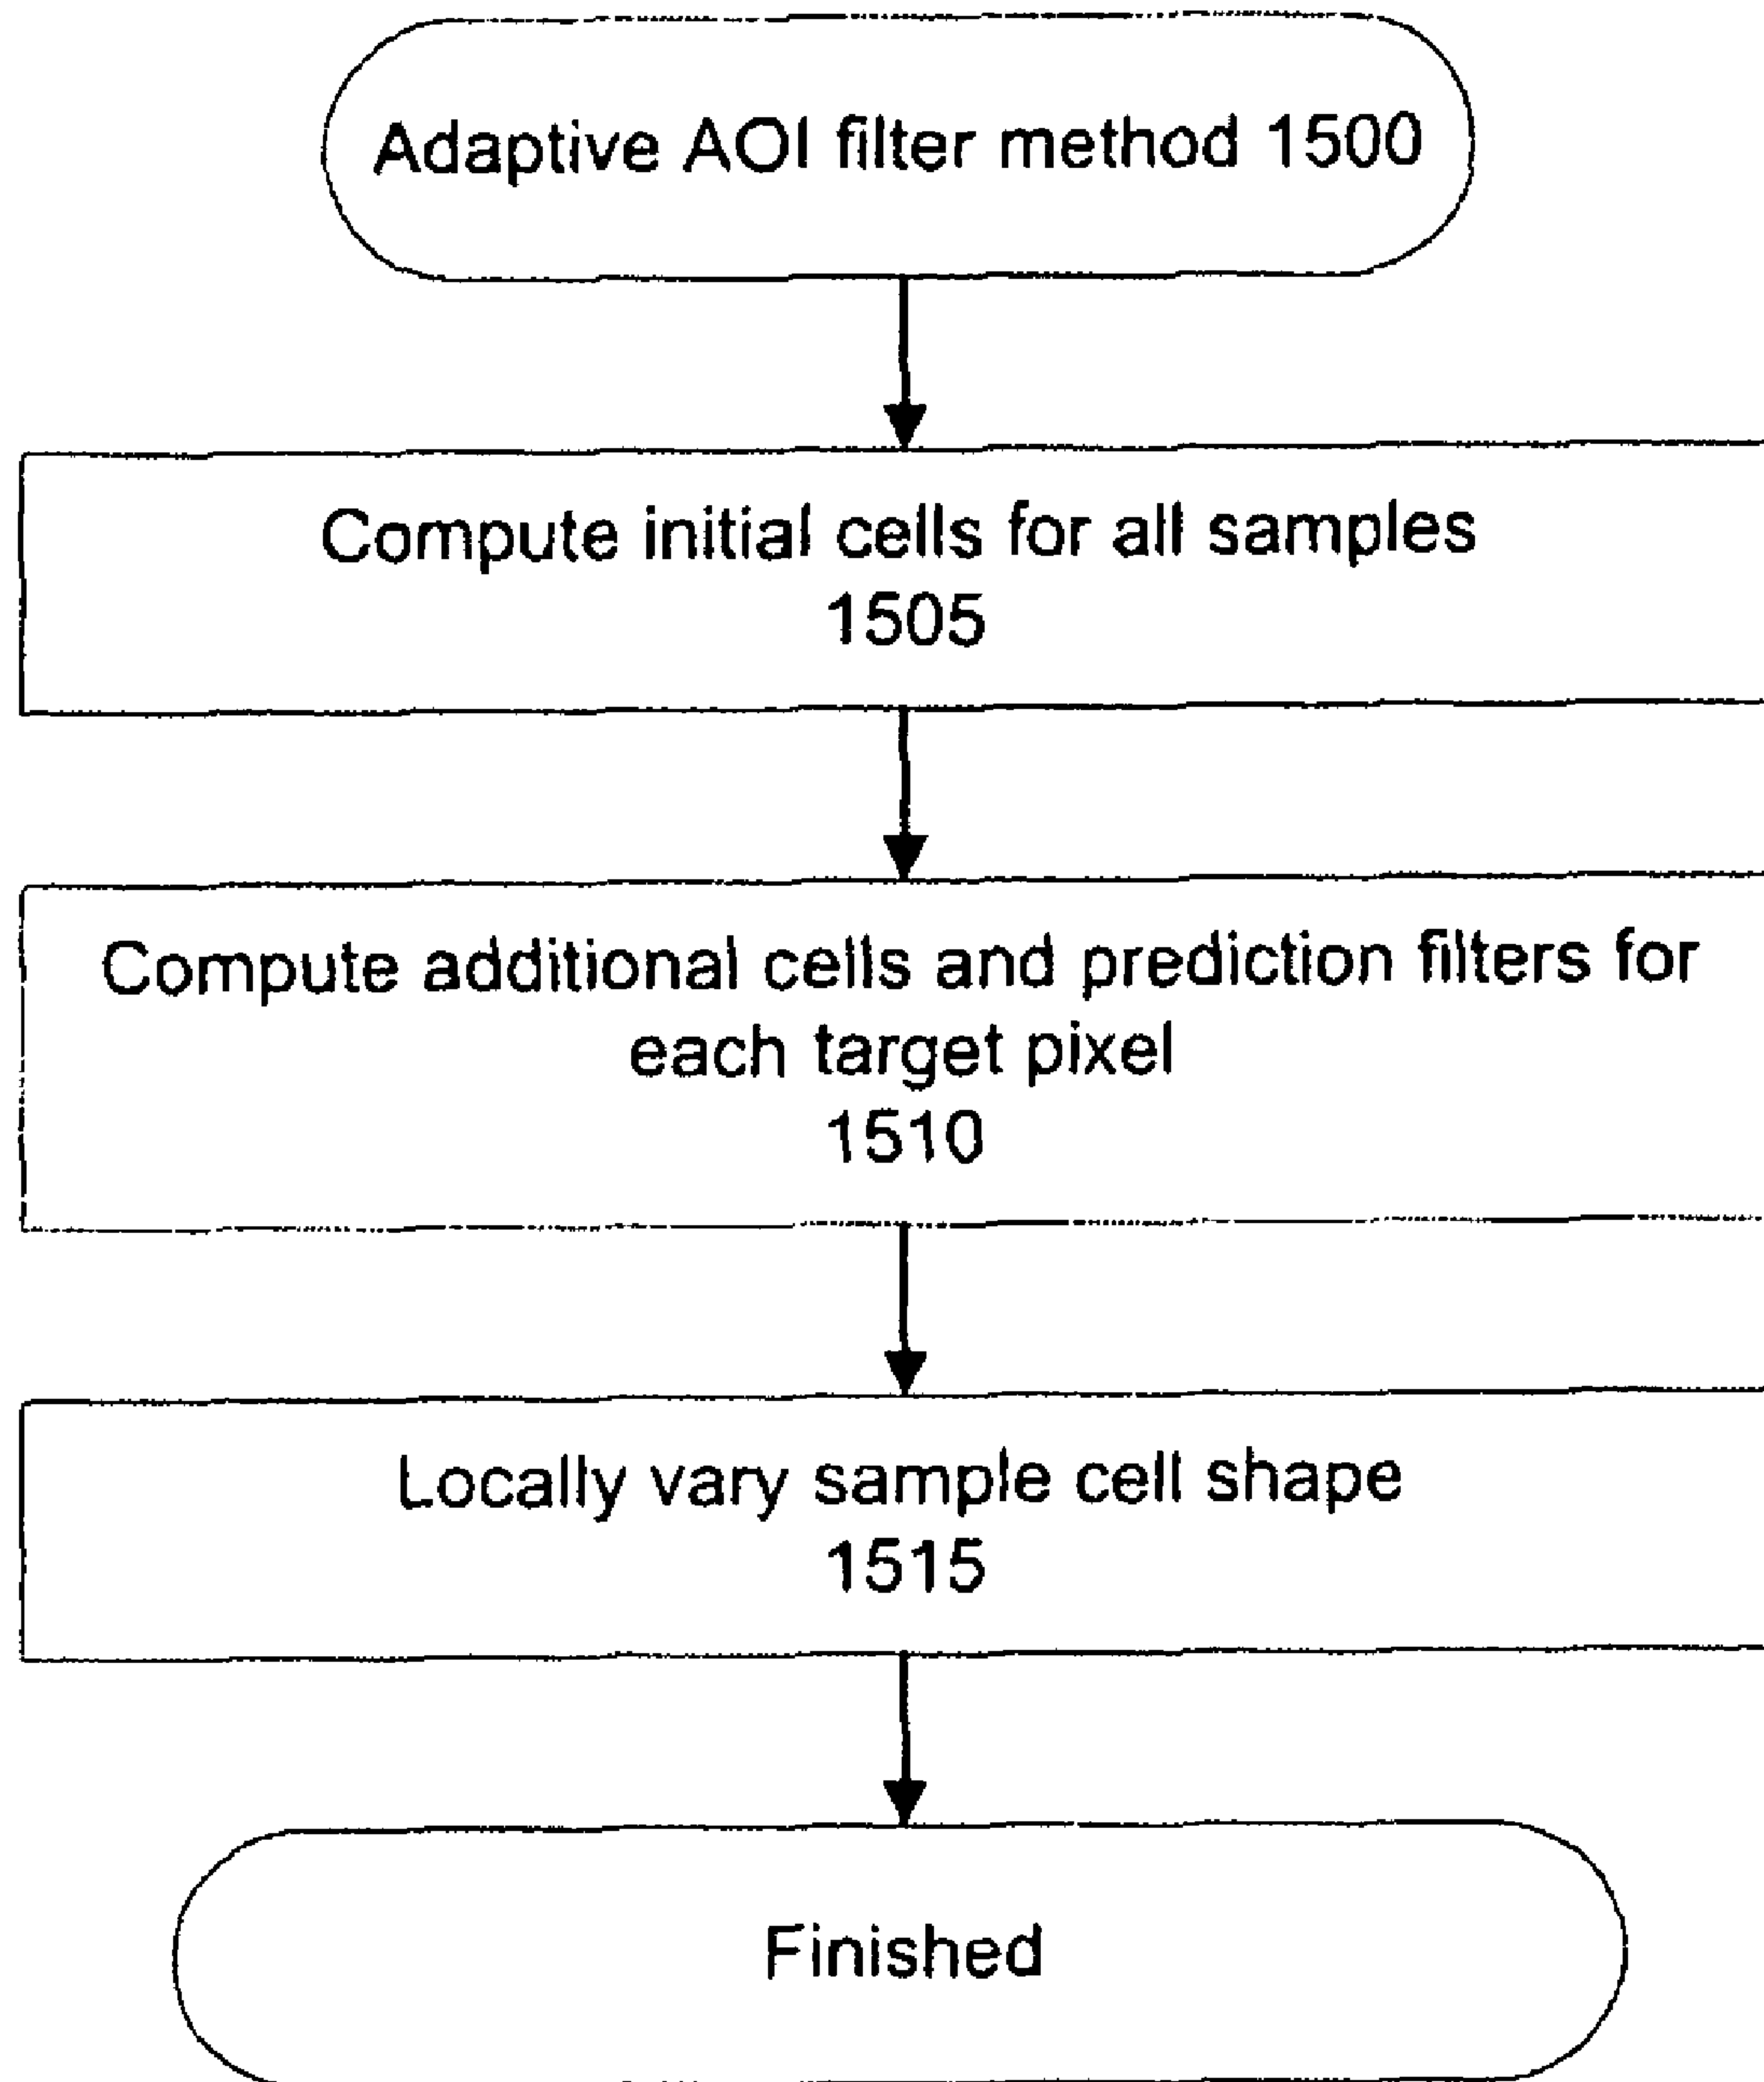 Adaptive AOI filter method 1500
Compute initial cells for all samples
1505
Compute additional cells and prediction filters for
each target pixel
1510
Locally vary sample cell shape
1515
Finished